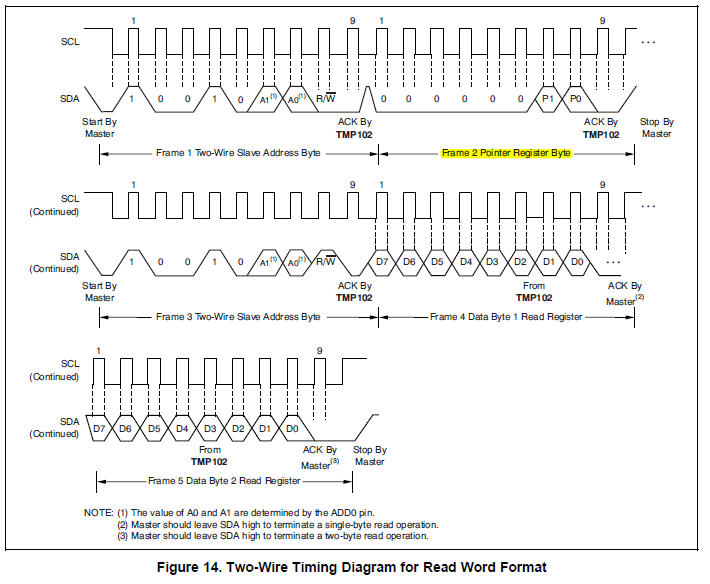 1 9 1 9
SCL ...
SDA 1 0 0 1 0 A1(1) A0(1) R/W 0 0 0 0 0 0 P1 P0
Start By Master ACK By TMP102 ACK By TMP102 Stop By Master
Frame 1 Two-Wire Slave Address Byte Frame 2 Pointer Register Byte
1 9 1 9
SCL (Continued) ...
SDA (Continued) 1 0 0 1 0 A1(1) A0(1) R/W D7 D6 D5 D4 D3 D2 D1 D0 ...
Start By Master ACK By TMP102 From TMP102 ACK By Master(2)
Frame 3 Two-Wire Slave Address Byte Frame 4 Data Byte 1 Read Register
1 9
SCL (Continued)
SDA (Continued) D7 D6 D5 D4 D3 D2 D1 D0
From TMP102 ACK By Master(3) Stop By Master
Frame 5 Data Byte 2 Read Register
NOTE: (1) The value of A0 and A1 are determined by the ADD0 pin.
(2) Master should leave SDA high to terminate a single-byte read operation.
(3) Master should leave SDA high to terminate a two-byte read operation.
Figure 14. Two-Wire Timing Diagram for Read Word Format